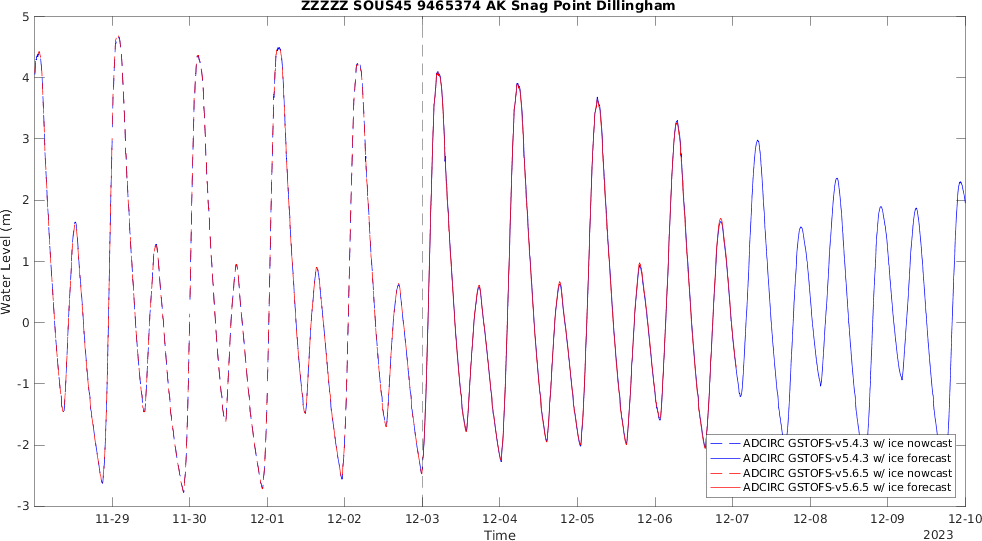 ZZZZZ SOUS45 9465374 AK Snag Point Dillingham
5
4
3
2
1
0
-1
-2
-3
Water Level (m)
ADCIRC GSTOFS-v5.4.3 w/ ice nowcast
ADCIRC GSTOFS-v5.4.3 w/ ice forecast
ADCIRC GSTOFS-v5.6.5 w/ ice nowcast
ADCIRC GSTOFS-v5.6.5 w/ ice forecast
11-29 11-30 12-01 12-02 12-03 12-04 12-05 12-06 12-07 12-08 12-09 12-10
Time
2023